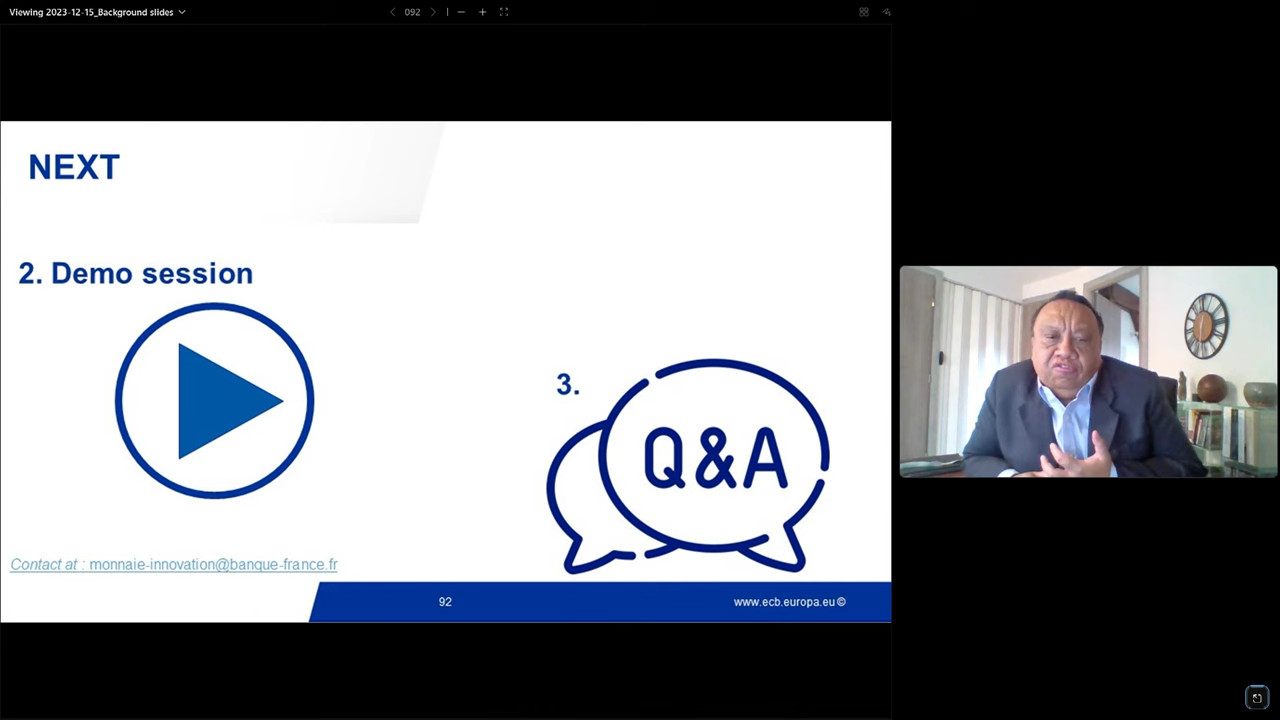 Viewing 2023-12-15_Background slides
092
NEXT
2. Demo session
3.
Q&A
Contact at : monnaie-innovation@banque-france.fr
92
www.ecb.europa.eu©